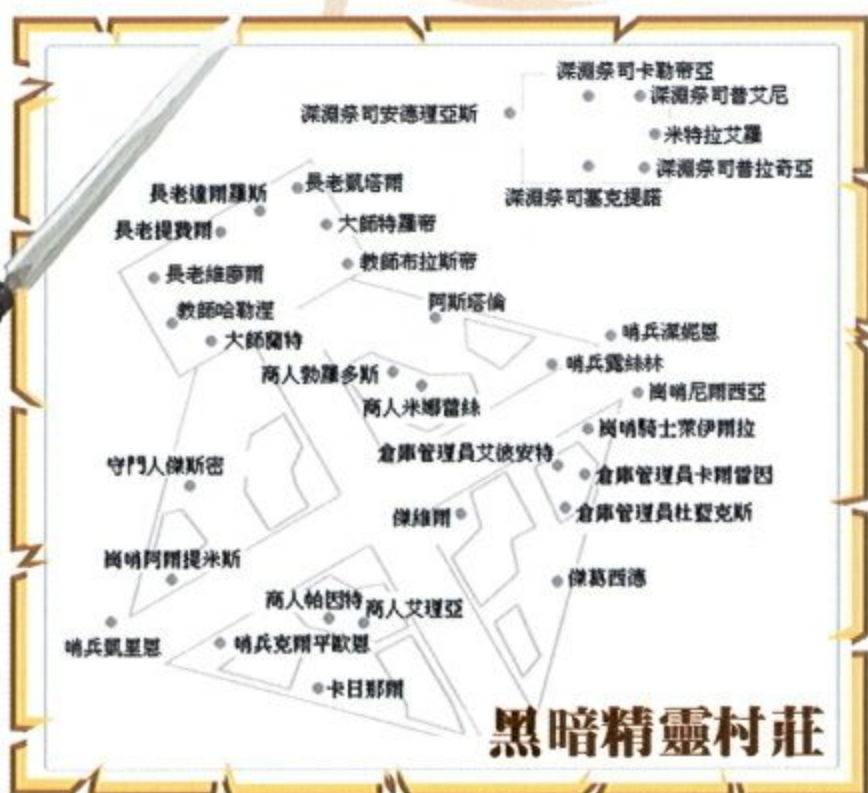 深淵祭司卡勒帝亞
深淵祭司普艾尼
深淵祭司安德理亞斯
米特拉艾羅
深淵祭司普拉奇亞
深淵祭司塞克提諾
長老凱塔爾
長老達爾羅斯
大師特羅帝
長老提費爾
教師布拉斯帝
長老維廖爾
阿斯塔倫
教師哈勒涅
大師蘭特
哨兵涅妮恩
哨兵露絲林
商人勃羅多斯
崗哨尼爾西亞
商人米娜蕾絲
崗哨騎士萊伊爾拉
倉庫管理員艾彼安特
守門人傑斯密
倉庫管理員卡爾雷因
傑維爾
倉庫管理員杜壹克斯
崗哨阿爾提米斯
傑葛西德
商人帕因特
商人艾理亞
哨兵凱里恩
哨兵克爾平歐恩
卡日那爾
黑暗精靈村莊